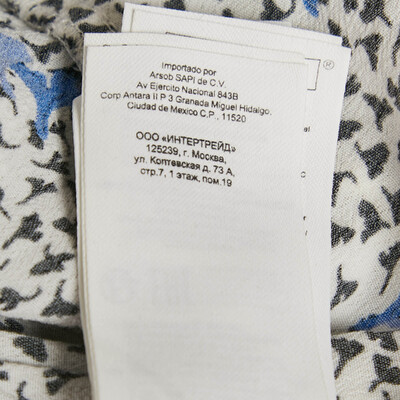 Importado por
Arsob SAPI de C.V.
Av Ejercito Nacional 843B
Corp Antara II P 3 Granada Miguel Hidalgo,
Ciudad de Mexico C.P., 11520
ООО «ИНТЕРТРЕЙД»
125239, г. Москва,
ул. Коптевская д. 73 А,
стр.7, 1 этаж, пом.19
®
al